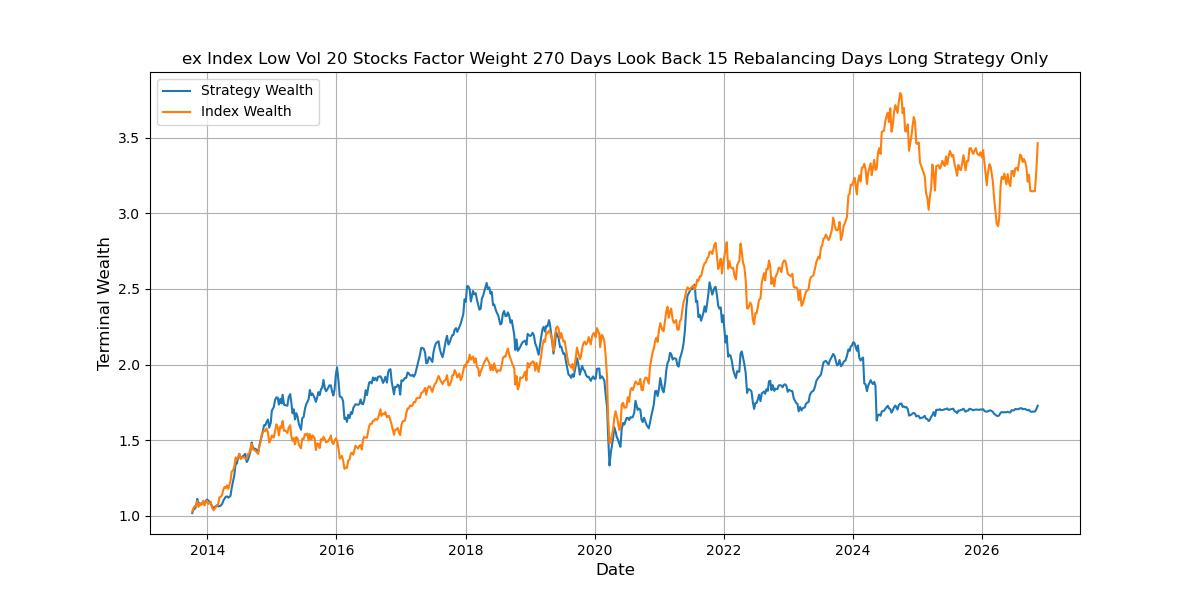 ex Index Low Vol 20 Stocks Factor Weight 270 Days Look Back 15 Rebalancing Days Long Strategy Only
Strategy Wealth
Index Wealth
Terminal Wealth
3.5
3.0
2.5
2.0
1.5
1.0
2014 2016 2018 2020 2022 2024 2026
Date